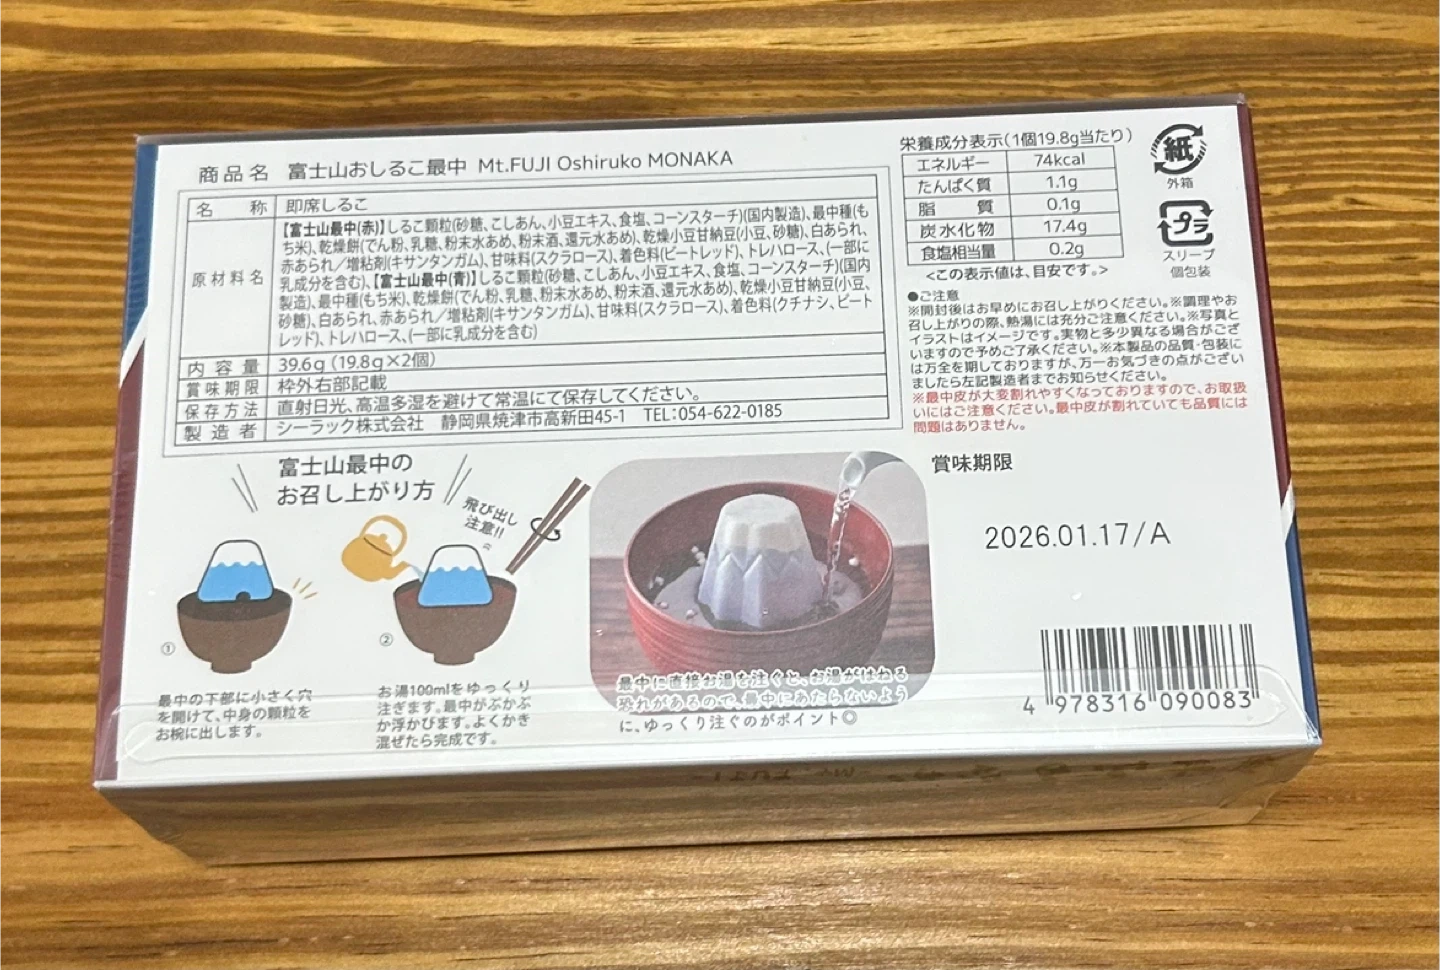 商品名 富士山おしるこ最中 Mt.FUJI Oshiruko MONAKA
名称 即席しるこ
原材料名 【富士山最中(赤)】しるこ顆粒(砂糖、こしあん、小豆エキス、食塩、コーンスターチ)(国内製造)、最中種(も
ち米)、乾燥餅(でん粉、乳糖、粉末水あめ、粉末酒、還元水あめ)、乾燥小豆甘納豆(小豆、砂糖)、白あられ、
赤あられ／増粘剤(キサンタンガム)、甘味料(スクラロース)、着色料(ビートレッド)、トレハロース、(一部に
乳成分を含む)、【富士山最中(青)】しるこ顆粒(砂糖、こしあん、小豆エキス、食塩、コーンスターチ)(国内
製造)、最中種(もち米)、乾燥餅(でん粉、乳糖、粉末水あめ、粉末酒、還元水あめ)、乾燥小豆甘納豆(小豆、
砂糖)、白あられ、赤あられ／増粘剤(キサンタンガム)、甘味料(スクラロース)、着色料(クチナシ、ビート
レッド)、トレハロース、(一部に乳成分を含む)
内容量 39.6g (19.8g×2個)
賞味期限 枠外右部記載
保存方法 直射日光、高温多湿を避けて常温にて保存してください。
製造者 シーラック株式会社 静岡県焼津市高新田45-1 TEL:054-622-0185
栄養成分表示(1個19.8g当たり)
エネルギー 74kcal
たんぱく質 1.1g
脂質 0.1g
炭水化物 17.4g
食塩相当量 0.2g
<この表示値は、目安です。>
紙
外箱
プラ
スリーブ
個包装
●ご注意
※開封後はお早めにお召し上がりください。※調理やお
召し上がりの際、熱湯には充分ご注意ください。※写真と
イラストはイメージです。実物と多少異なる場合がござ
いますので予めご了承ください。※本製品の品質・包装に
は万全を期しておりますが、万一お気づきの点がござい
ましたら左記製造者までお知らせください。
※最中皮が大変割れやすくなっておりますので、お取扱
いにはご注意ください。最中皮が割れていても品質には
問題はありません。
賞味期限
2026.01.17/A
富士山最中の
お召し上がり方
飛び出し
注意!!
①
最中の下部に小さく穴
を開けて、中身の顆粒を
お椀に出します。
②
お湯100mlをゆっくり
注ぎます。最中がぷかぷ
か浮かびます。よくかき
混ぜたら完成です。
最中に直接お湯を注ぐと、お湯がはねる
恐れがあるので、最中にあたらないよう
に、ゆっくり注ぐのがポイント◎
4 978316 090083